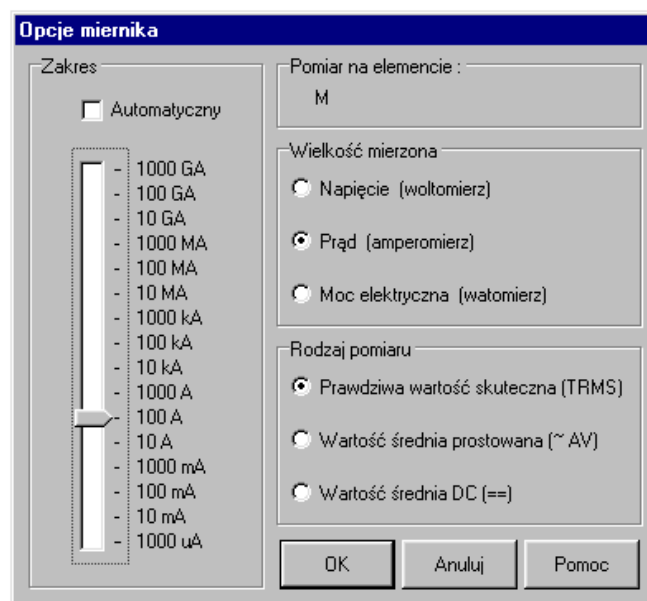 Opcje miernika
Zakres
Automatyczny
1000 GA
100 GA
10 GA
1000 MA
100 MA
10 MA
1000 kA
100 kA
10 kA
1000 A
100 A
10 A
1000 mA
100 mA
10 mA
1000 uA
Pomiar na elemencie :
M
Wielkość mierzona
Napięcie (woltomierz)
Prąd (amperomierz)
Moc elektryczna (watomierz)
Rodzaj pomiaru
Prawdziwa wartość skuteczna (TRMS)
Wartość średnia prostowana (~ AV)
Wartość średnia DC (==)
OK
Anuluj
Pomoc